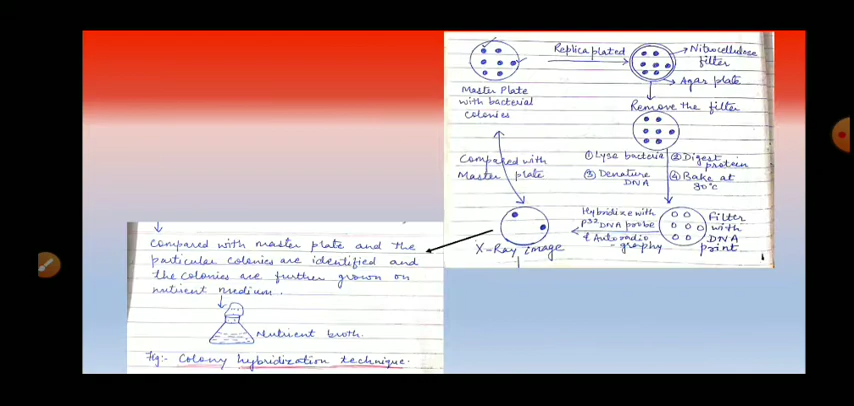 Replica plated
Nitrocellulose
filter
Agar plate
Master Plate
with bacterial
colonies
Remove the filter
Compared with
Master plate
① Lyse bacteria
② Digest
protein
③ Denature
DNA
④ Bake at
80°C
Hybridize with
p32 DNA probe
& Autoradio
-graphy
Filter
with
DNA
print
X-Ray image
Compared with master plate and the
particular colonies are identified and
the colonies are further grown on
nutrient medium.
Nutrient broth.
Fig:- Colony hybridization technique.